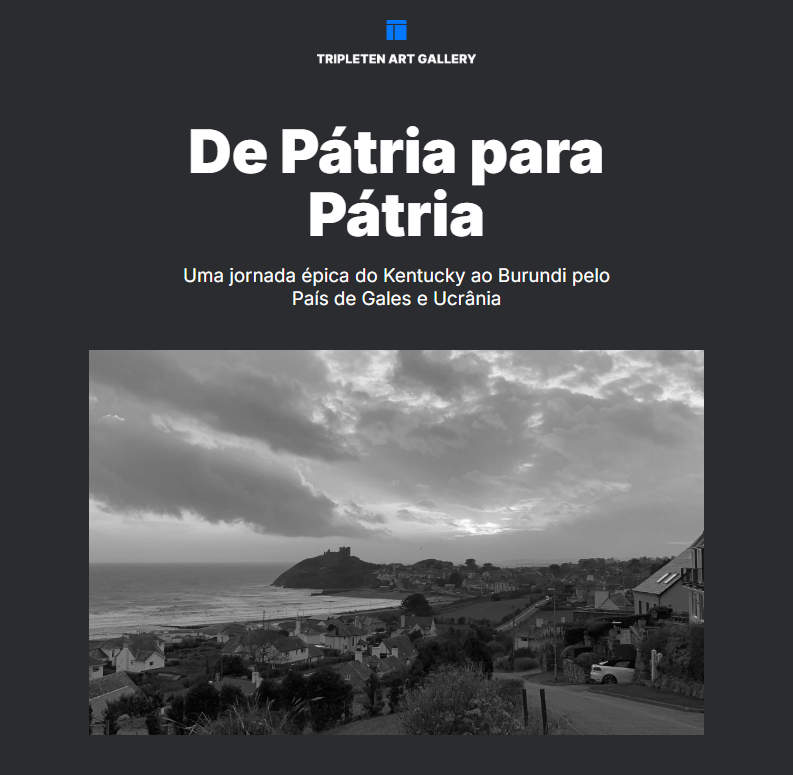 TRIPLETEN ART GALLERY
De Pátria para
Pátria
Uma jornada épica do Kentucky ao Burundi pelo
País de Gales e Ucrânia